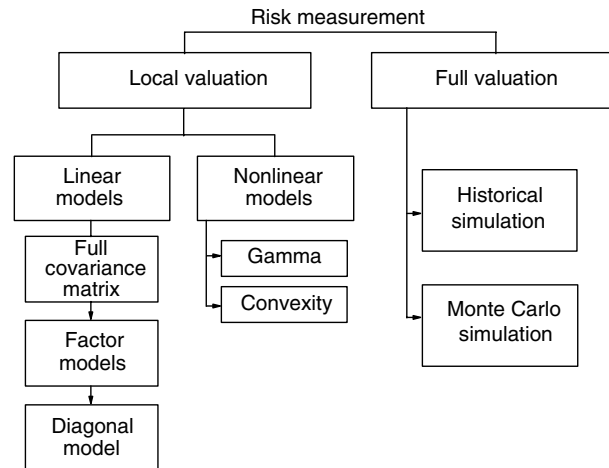 Risk measurement
Local valuation
Full valuation
Linear
models
Nonlinear
models
Full
covariance
matrix
Gamma
Convexity
Factor
models
Diagonal
model
Historical
simulation
Monte Carlo
simulation